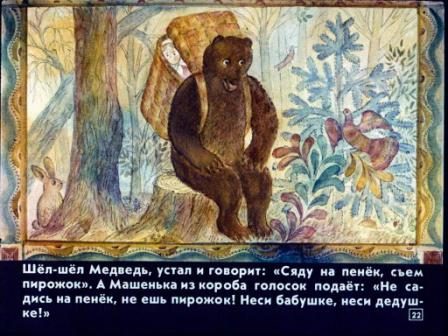 Шёл-шёл Медведь, устал и говорит: «Сяду на пенёк, съем
пирожок». А Машенька из короба голосок подаёт: «Не са-
дись на пенёк, не ешь пирожок! Неси бабушке, неси дедуш-
ке!»
22